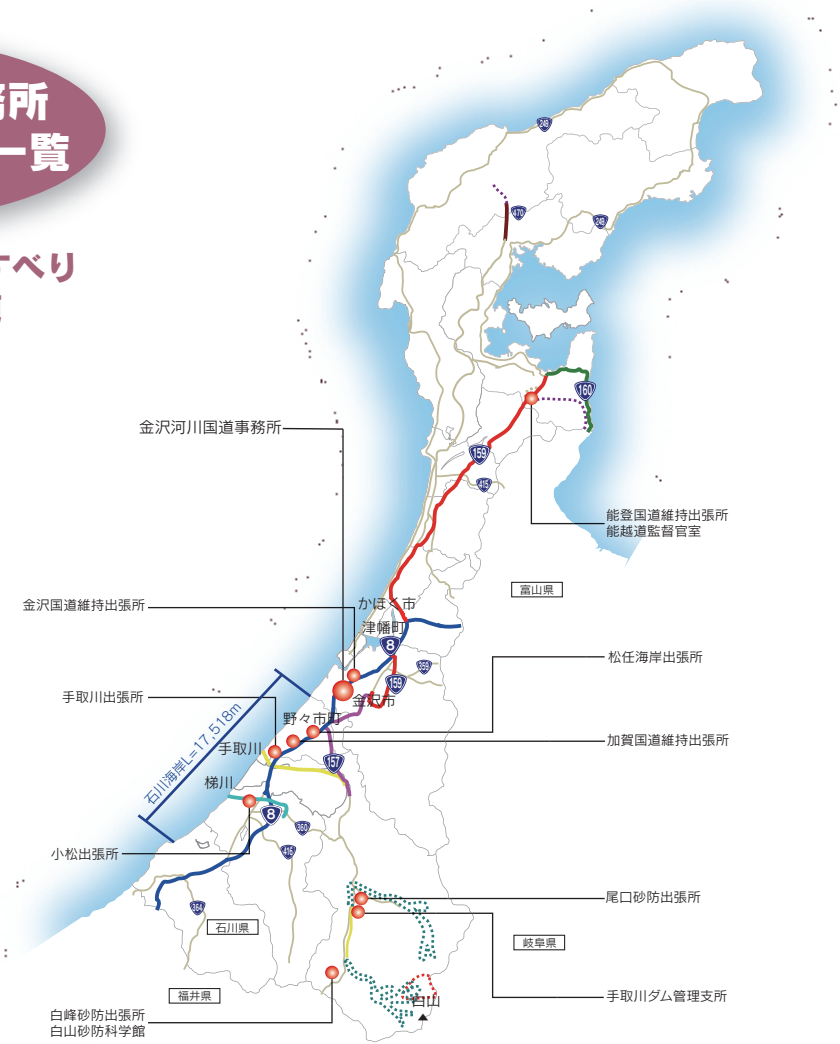 務所
一覧
すべり
249
470
249
160
金沢河川国道事務所
159
415
能登国道維持出張所
能越道監督官室
富山県
金沢国道維持出張所
かほく市
津幡町
8
359
159
松任海岸出張所
金沢市
手取川出張所
野々市町
石川海岸L=17,518m
手取川
加賀国道維持出張所
157
梯川
8
360
小松出張所
416
尾口砂防出張所
364
石川県
岐阜県
福井県
手取川ダム管理支所
白山
白峰砂防出張所
白山砂防科学館